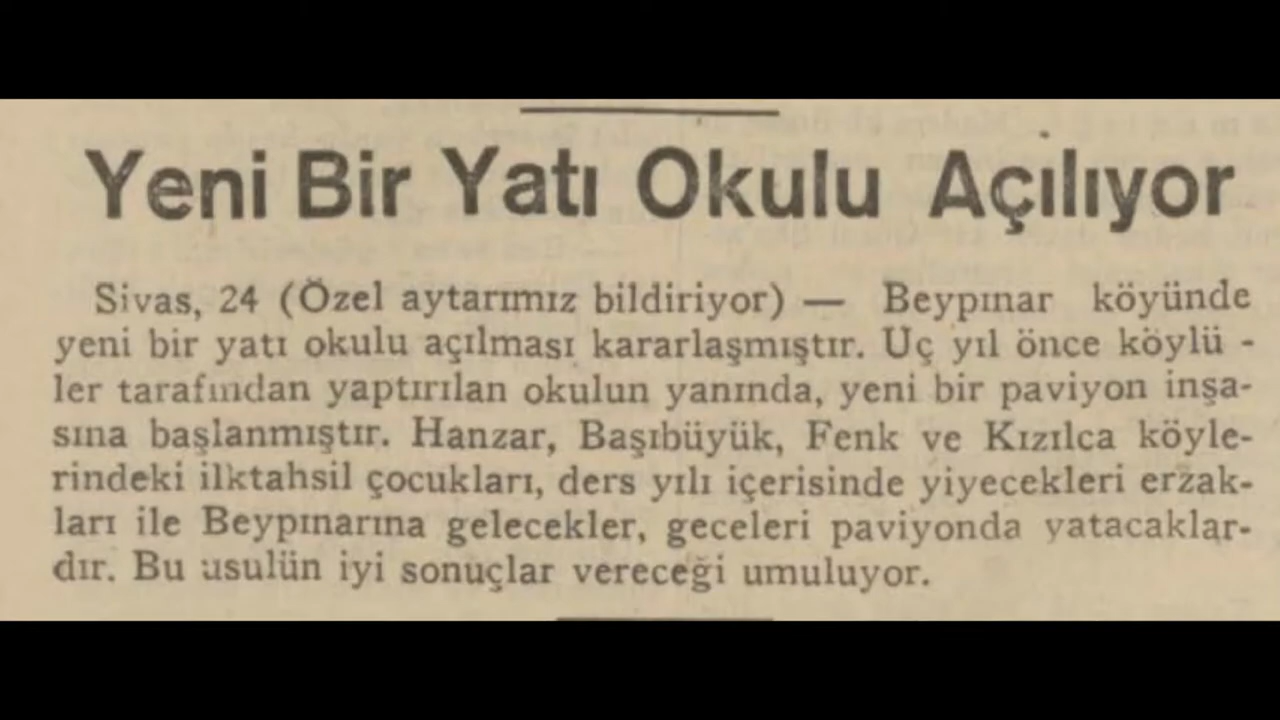 Yeni Bir Yatı Okulu Açılıyor
Sivas, 24 (Özel aytarımız bildiriyor) — Beypınar köyünde
yeni bir yatı okulu açılması kararlaşmıştır. Uç yıl önce köylü -
ler tarafından yaptırılan okulun yanında, yeni bir paviyon inşa-
sına başlanmıştır. Hanzar, Başıbüyük, Fenk ve Kızılca köyle-
rindeki ilktahsil çocukları, ders yılı içerisinde yiyecekleri erzak-
ları ile Beypınarına gelecekler, geceleri paviyonda yatacaklar-
dır. Bu usulün iyi sonuçlar vereceği umuluyor.